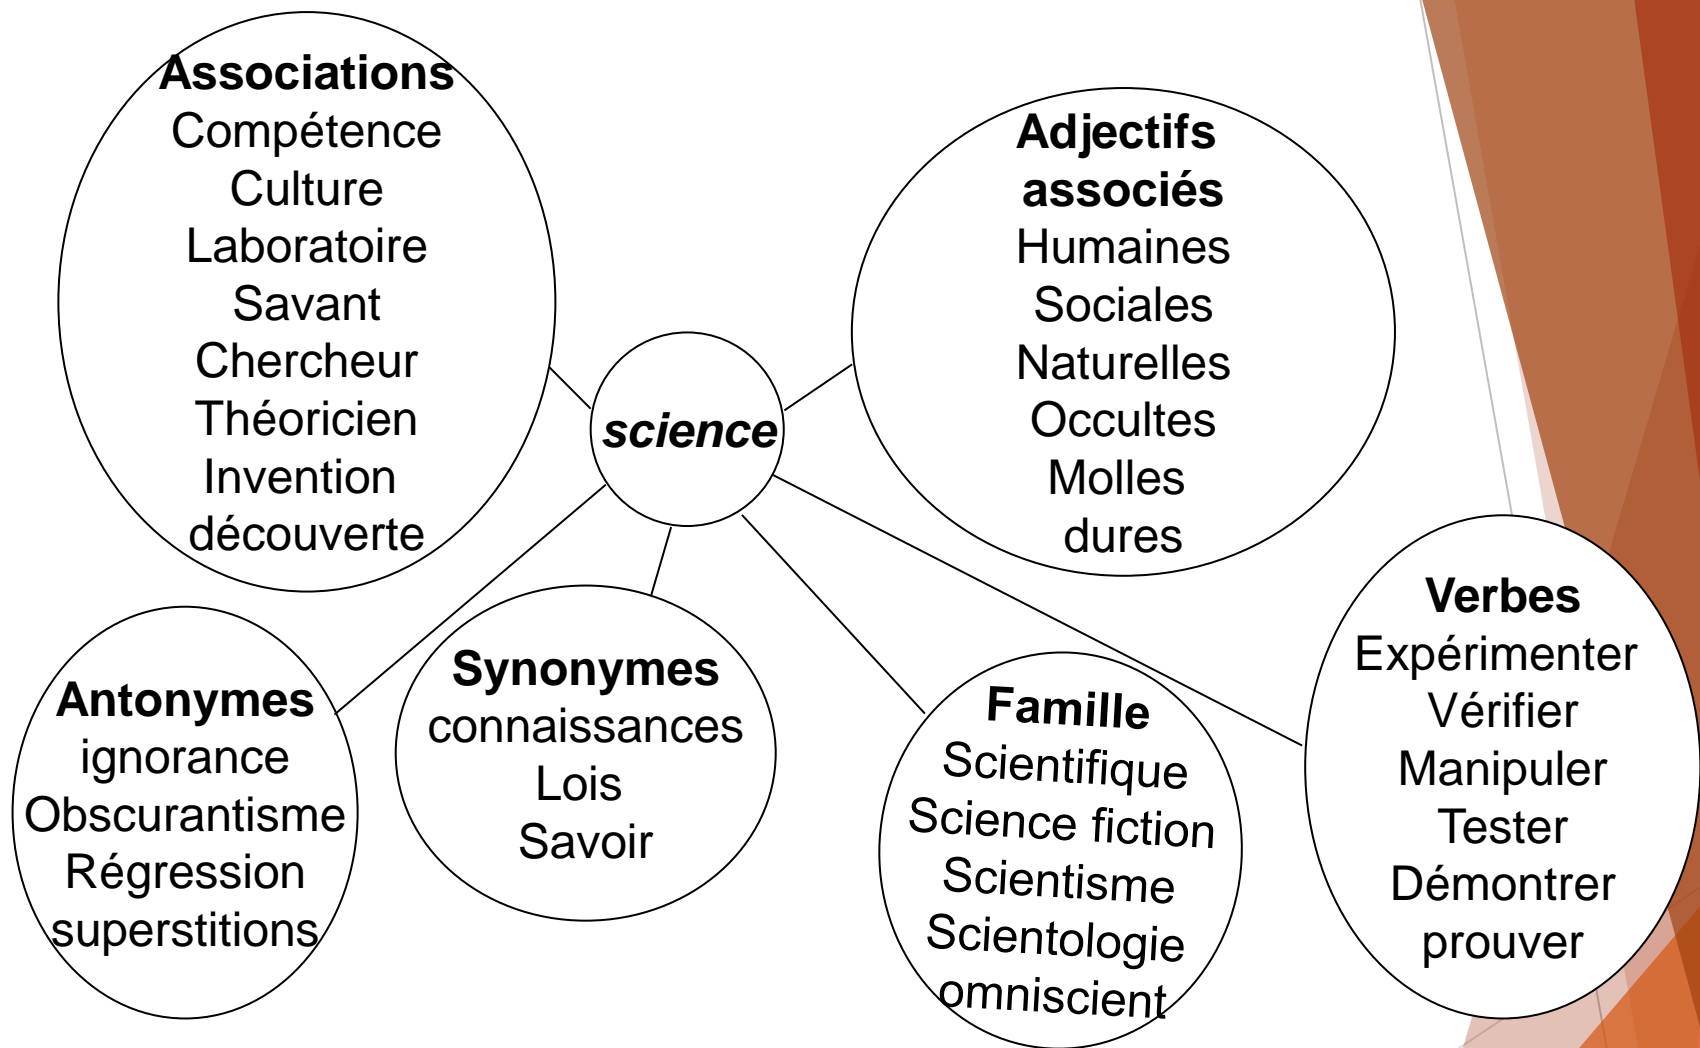 Associations
Compétence
Culture
Laboratoire
Savant
Chercheur
Théoricien
Invention
découverte
Adjectifs
associés
Humaines
Sociales
Naturelles
Occultes
Molles
dures
science
Antonymes
ignorance
Obscurantisme
Régression
superstitions
Synonymes
connaissances
Lois
Savoir
Famille
Scientifique
Science fiction
Scientisme
Scientologie
omniscient
Verbes
Expérimenter
Vérifier
Manipuler
Tester
Démontrer
prouver